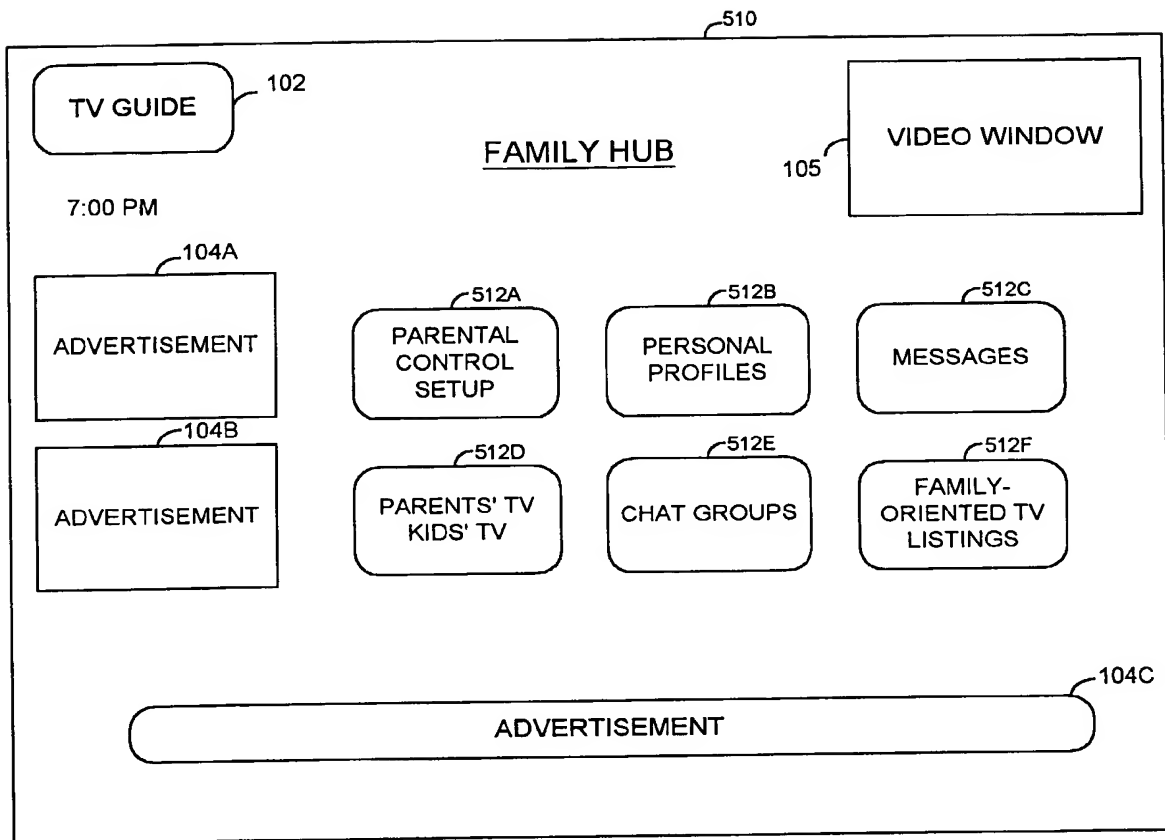 510
TV GUIDE
102
FAMILY HUB
VIDEO WINDOW
105
7:00 PM
104A
ADVERTISEMENT
512A
PARENTAL
CONTROL
SETUP
512B
PERSONAL
PROFILES
512C
MESSAGES
104B
ADVERTISEMENT
512D
PARENTS' TV
KIDS' TV
512E
CHAT GROUPS
512F
FAMILY-
ORIENTED TV
LISTINGS
104C
ADVERTISEMENT